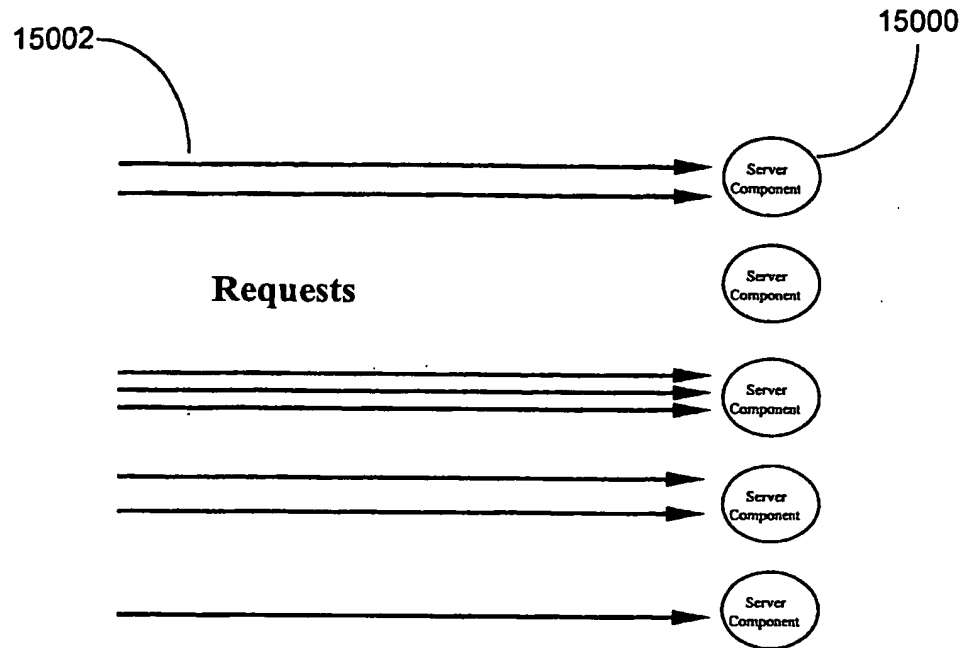 15002
15000
Server
Component
Server
Component
Requests
Server
Component
Server
Component
Server
Component